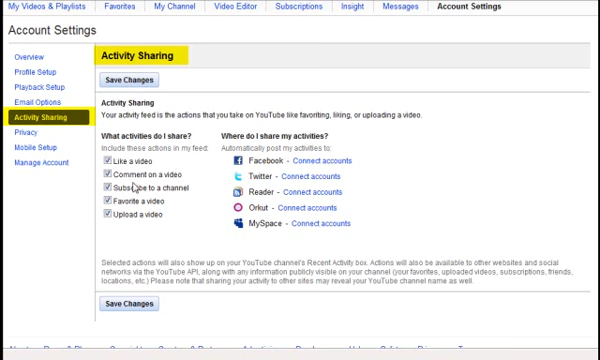 My Videos & Playlists Favorites My Channel Video Editor Subscriptions Insight Messages Account Settings
Account Settings
Overview
Profile Setup
Playback Setup
Email Options
Activity Sharing
Privacy
Mobile Setup
Manage Account
Activity Sharing
Save Changes
Activity Sharing
Your activity feed is the actions that you take on YouTube like favoriting, liking, or uploading a video.
What activities do I share?
Include these actions in my feed:
Like a video
Comment on a video
Subscribe to a channel
Favorite a video
Upload a video
Where do I share my activities?
Automatically post my activities to:
Facebook - Connect accounts
Twitter - Connect accounts
Reader - Connect accounts
Orkut - Connect accounts
MySpace - Connect accounts
Selected actions will also show up on your YouTube channel's Recent Activity box. Actions will also be available to other websites and social
networks via the YouTube API, along with any information publicly visible on your channel (your favorites, uploaded videos, subscriptions, friends,
locations, etc.) Please note that sharing your activity to other sites may reveal your YouTube channel name as well.
Save Changes